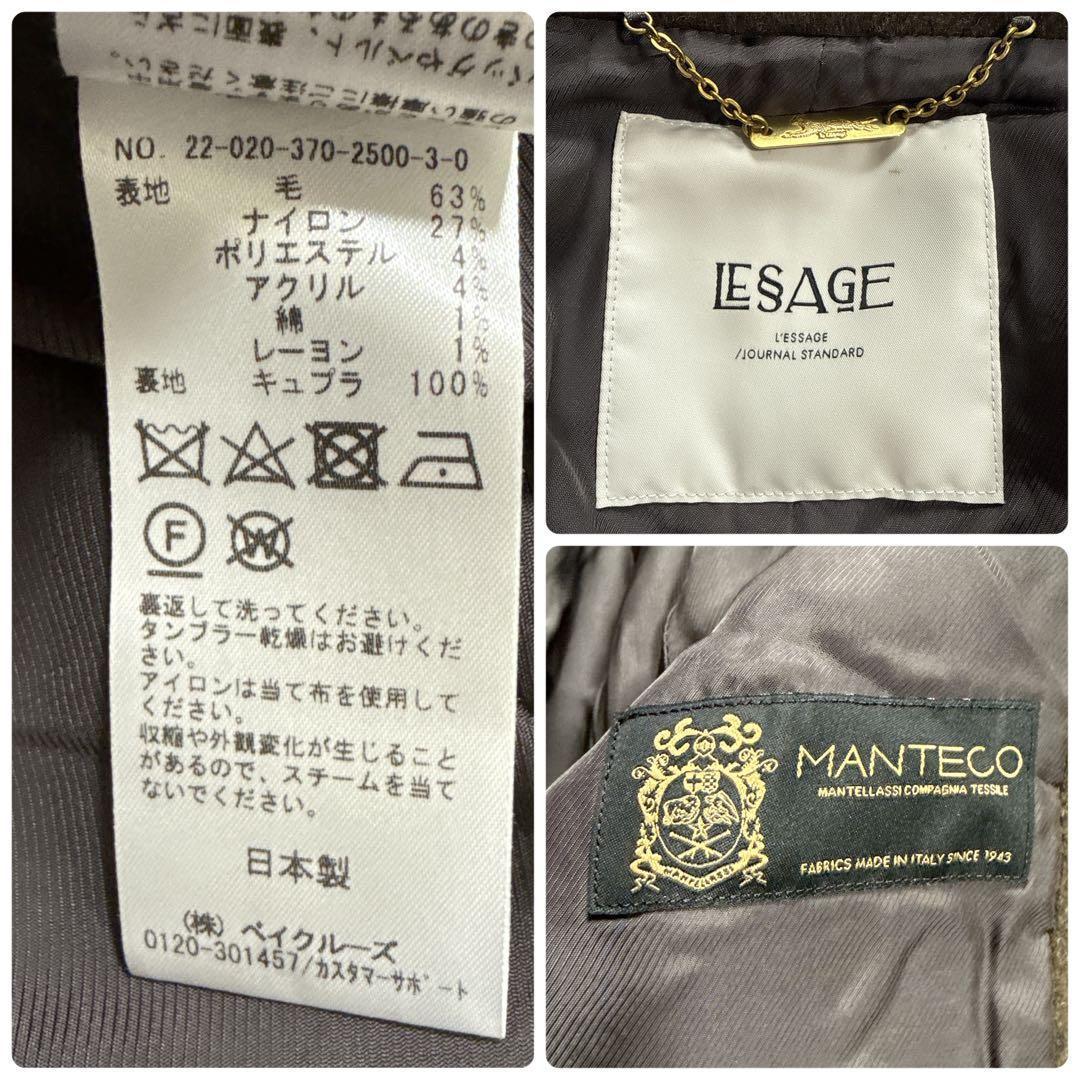 NO. 22-020-370-2500-3-0
表地 毛 63%
ナイロン 27%
ポリエステル 4%
アクリル 4%
綿 1%
レーヨン 1%
裏地 キュプラ 100%
F
W
裏返して洗ってください。
タンブラー乾燥はお避けくだ
さい。
アイロンは当て布を使用して
ください。
収縮や外観変化が生じること
があるので、スチームを当て
ないでください。
日本製
(株) ベイクルーズ
0120-301457/カスタマーサポート
LESSAGE
L'ESSAGE
/JOURNAL STANDARD
MANTECO
MANTELLASSI COMPAGNIA TESSILE
FABRICS MADE IN ITALY SINCE 1943
MANTELLASSI